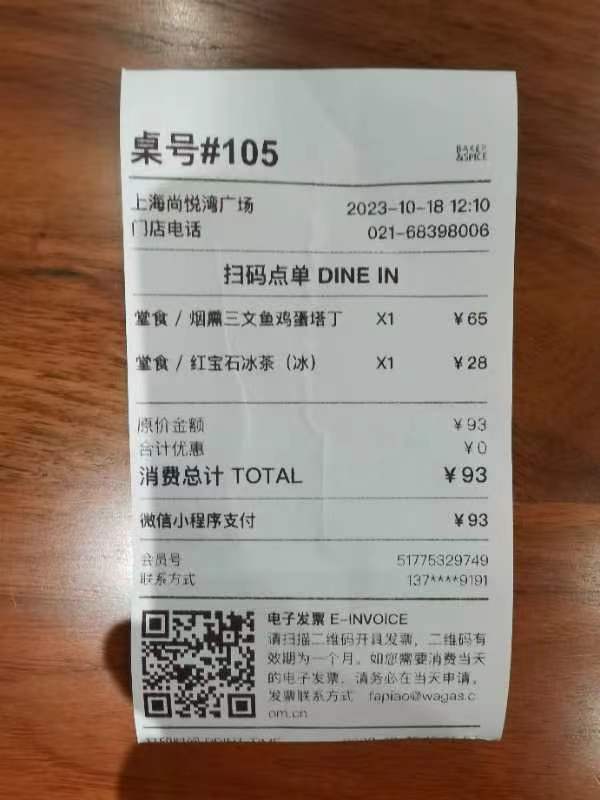 桌号#105
BAKER
&SPICE
上海尚悦湾广场 2023-10-18 12:10
门店电话 021-68398006
扫码点单 DINE IN
堂食 / 烟熏三文鱼鸡蛋塔丁 X1 ¥65
堂食 / 红宝石冰茶（冰） X1 ¥28
原价金额 ¥93
合计优惠 ¥0
消费总计 TOTAL ¥93
微信小程序支付 ¥93
会员号 51775329749
联系方式 137****9191
电子发票 E-INVOICE
请扫描二维码开具发票，二维码有
效期为一个月。如您需要消费当天
的电子发票，请务必在当天申请。
发票联系方式 fapiao@wagas.c
om.cn